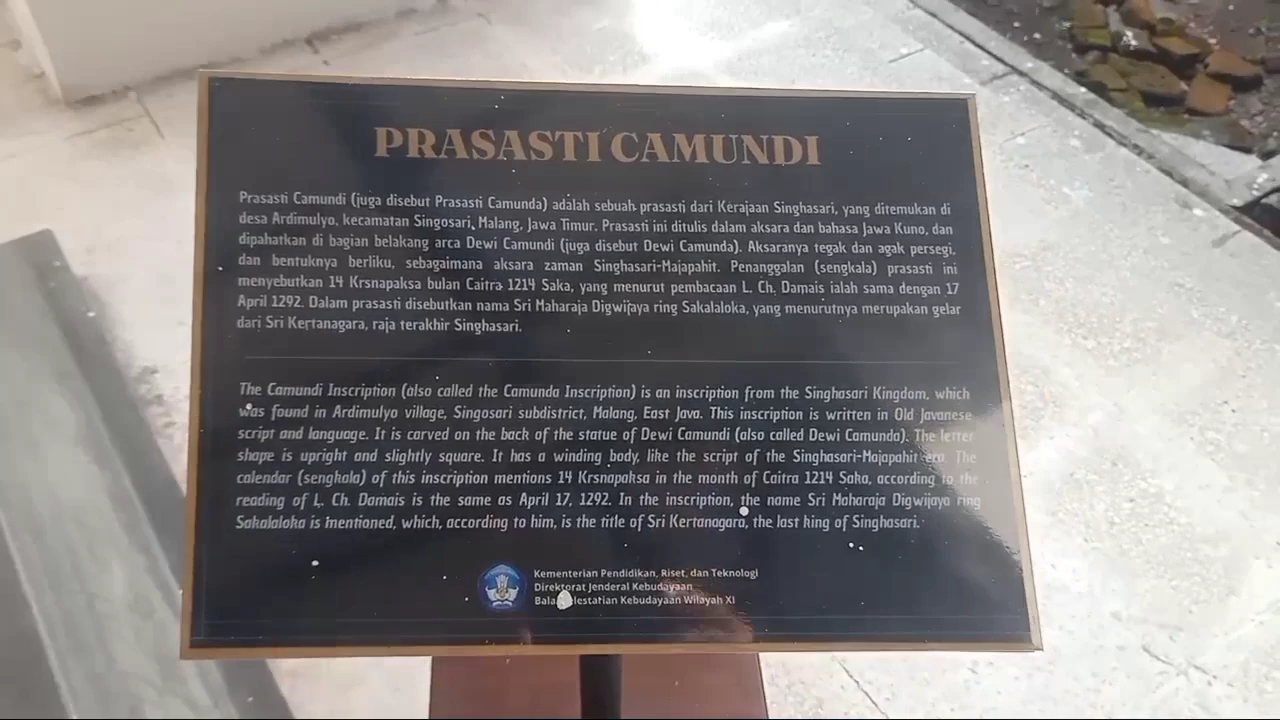 PRASASTI CAMUNDI
Prasasti Camundi (juga disebut Prasasti Camunda) adalah sebuah prasasti dari Kerajaan Singhasari, yang ditemukan di
desa Ardimulyo, kecamatan Singosari, Malang, Jawa Timur. Prasasti ini ditulis dalam aksara dan bahasa Jawa Kuno, dan
dipahatkan di bagian belakang arca Dewi Camundi (juga disebut Dewi Camunda). Aksaranya tegak dan agak persegi,
dan bentuknya berliku, sebagaimana aksara zaman Singhasari-Majapahit. Penanggalan (sengkala) prasasti ini
menyebutkan 14 Krsnapaksa bulan Caitra 1214 Saka, yang menurut pembacaan L. Ch. Damais ialah sama dengan 17
April 1292. Dalam prasasti disebutkan nama Sri Maharaja Digwijaya ring Sakalaloka, yang menurutnya merupakan gelar
dari Sri Kertanagara, raja terakhir Singhasari.
The Camundi Inscription (also called the Camunda Inscription) is an inscription from the Singhasari Kingdom, which
was found in Ardimulyo village, Singosari subdistrict, Malang, East Java. This inscription is written in Old Javanese
script and language. It is carved on the back of the statue of Dewi Camundi (also called Dewi Camunda). The letter
shape is upright and slightly square. It has a winding body, like the script of the Singhasari-Majapahit era. The
calendar (sengkala) of this inscription mentions 14 Krsnapaksa in the month of Caitra 1214 Saka, according to the
reading of L. Ch. Damais is the same as April 17, 1292. In the inscription, the name Sri Maharaja Digwijaya ring
Sakalaloka is mentioned, which, according to him, is the title of Sri Kertanagara, the last king of Singhasari.
Kementerian Pendidikan, Riset, dan Teknologi
Direktorat Jenderal Kebudayaan
Balai Pelestarian Kebudayaan Wilayah XI